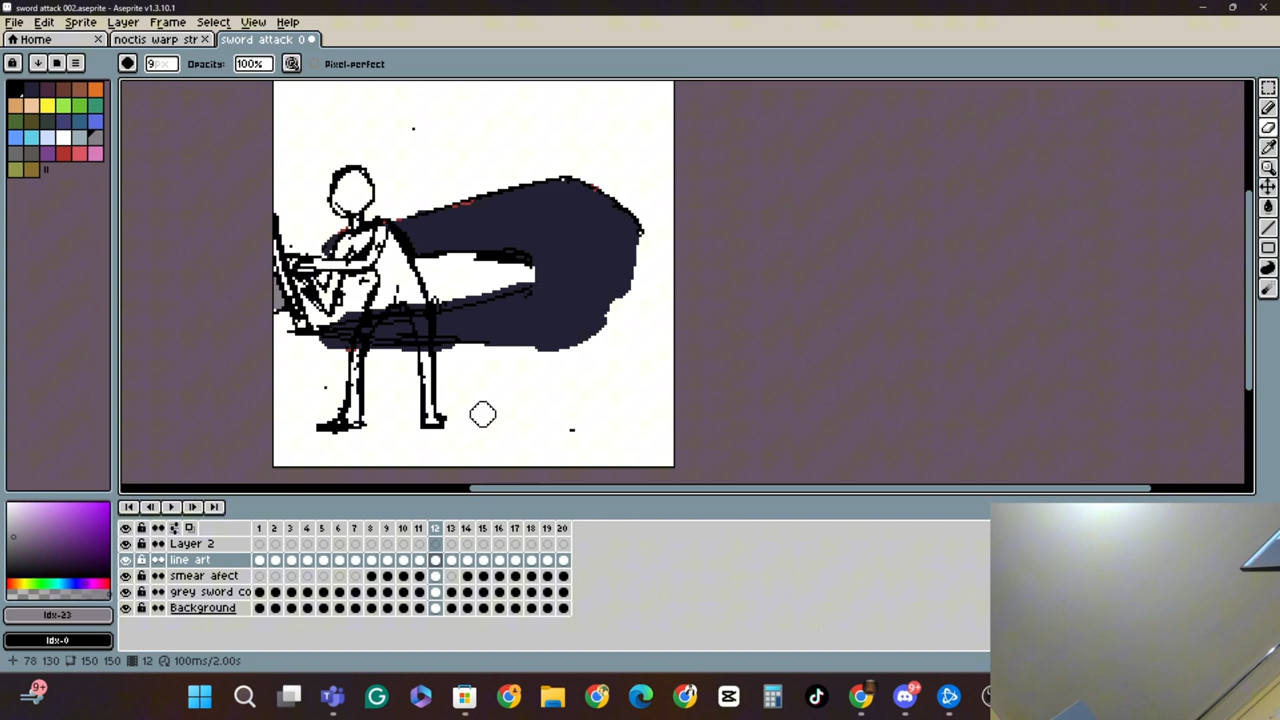 sword attack 002.aseprite - Aseprite v1.3.10.1
File Edit Sprite Layer Frame Select View Help
Home noctis warp str sword attack 0
9px Opacity: 100% Pixel-perfect
1 2 3 4 5 6 7 8 9 10 11 12 13 14 15 16 17 18 19 20
Layer 2
line art
smear afect
grey sword co
Background
Idx-23
Idx-0
78 130 150 150 12 100ms/2.00s
9+ 9+